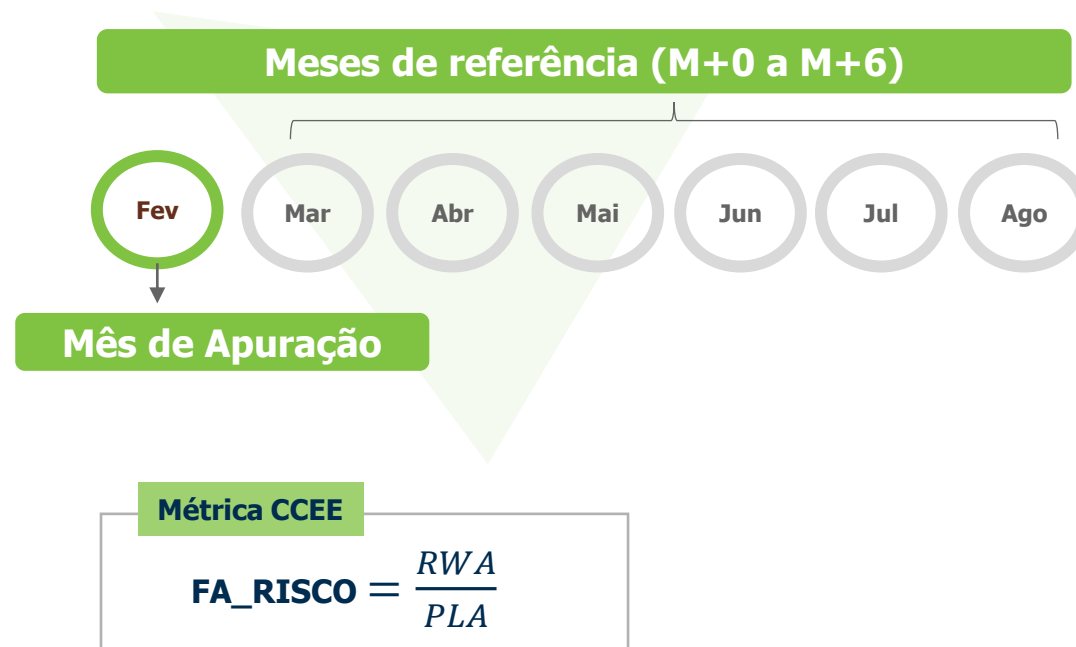 Meses de referência (M+0 a M+6)
Fev Mar Abr Mai Jun Jul Ago
Mês de Apuração
Métrica CCEE
FA_RISCO = RWA / PLA